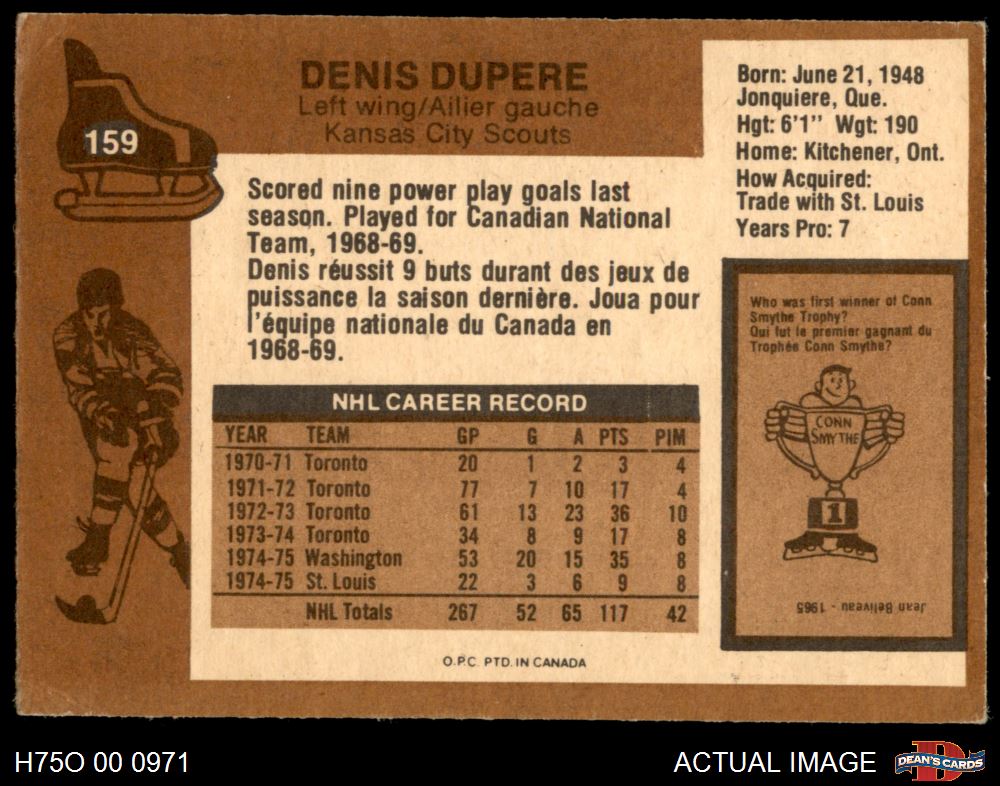 DENIS DUPERE
Left wing/Ailier gauche
Kansas City Scouts
159
Born: June 21, 1948
Jonquiere, Que.
Hgt: 6'1" Wgt: 190
Home: Kitchener, Ont.
How Acquired:
Trade with St. Louis
Years Pro: 7
Scored nine power play goals last
season. Played for Canadian National
Team, 1968-69.
Denis réussit 9 buts durant des jeux de
puissance la saison dernière. Joua pour
l'équipe nationale du Canada en
1968-69.
Who was first winner of Conn
Smythe Trophy?
Qui fut le premier gagnant du
Trophée Conn Smythe?
CONN
SMYTHE
1
Jean Beliveau - 1965
NHL CAREER RECORD
YEAR TEAM GP G A PTS PIM
1970-71 Toronto 20 1 2 3 4
1971-72 Toronto 77 7 10 17 4
1972-73 Toronto 61 13 23 36 10
1973-74 Toronto 34 8 9 17 8
1974-75 Washington 53 20 15 35 8
1974-75 St. Louis 22 3 6 9 8
NHL Totals 267 52 65 117 42
O.P.C. PTD. IN CANADA
H75O 00 0971
ACTUAL IMAGE
D
DEAN'S CARDS